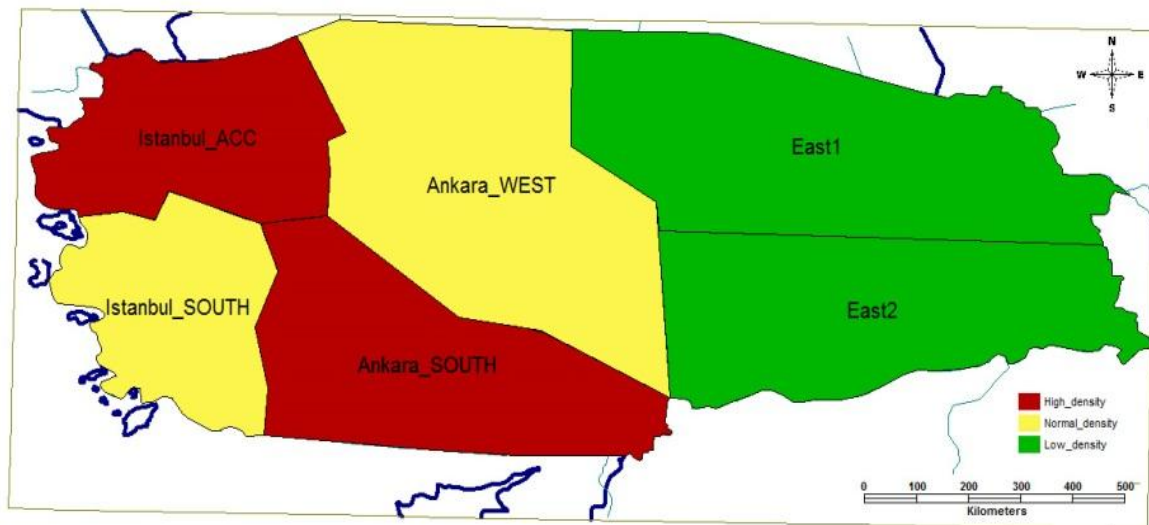 N
W E
S
Istanbul_ACC
East1
Ankara_WEST
Istanbul_SOUTH
East2
Ankara_SOUTH
High_density
Normal_density
Low_density
0 100 200 300 400 500
Kilometers